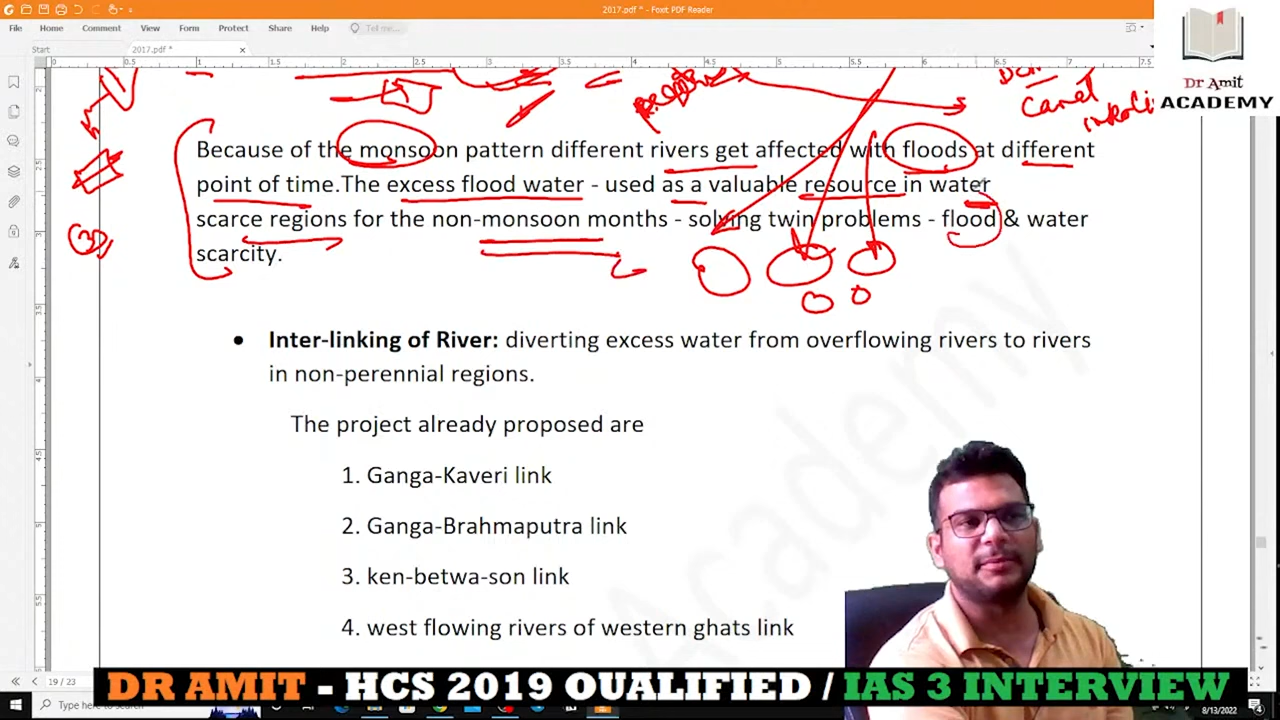 2017.pdf * - Foxit PDF Reader
File Home Comment View Form Protect Share Help Tell me...
Start 2017.pdf *
Dr Amit
ACADEMY
Canal
Because of the monsoon pattern different rivers get affected with floods at different
point of time.The excess flood water - used as a valuable resource in water
scarce regions for the non-monsoon months - solving twin problems - flood & water
scarcity.
• Inter-linking of River: diverting excess water from overflowing rivers to rivers
in non-perennial regions.
The project already proposed are
1. Ganga-Kaveri link
2. Ganga-Brahmaputra link
3. ken-betwa-son link
4. west flowing rivers of western ghats link
Academy
19 / 23
DR AMIT - HCS 2019 QUALIFIED / IAS 3 INTERVIEW
Type here to search
8/13/2022